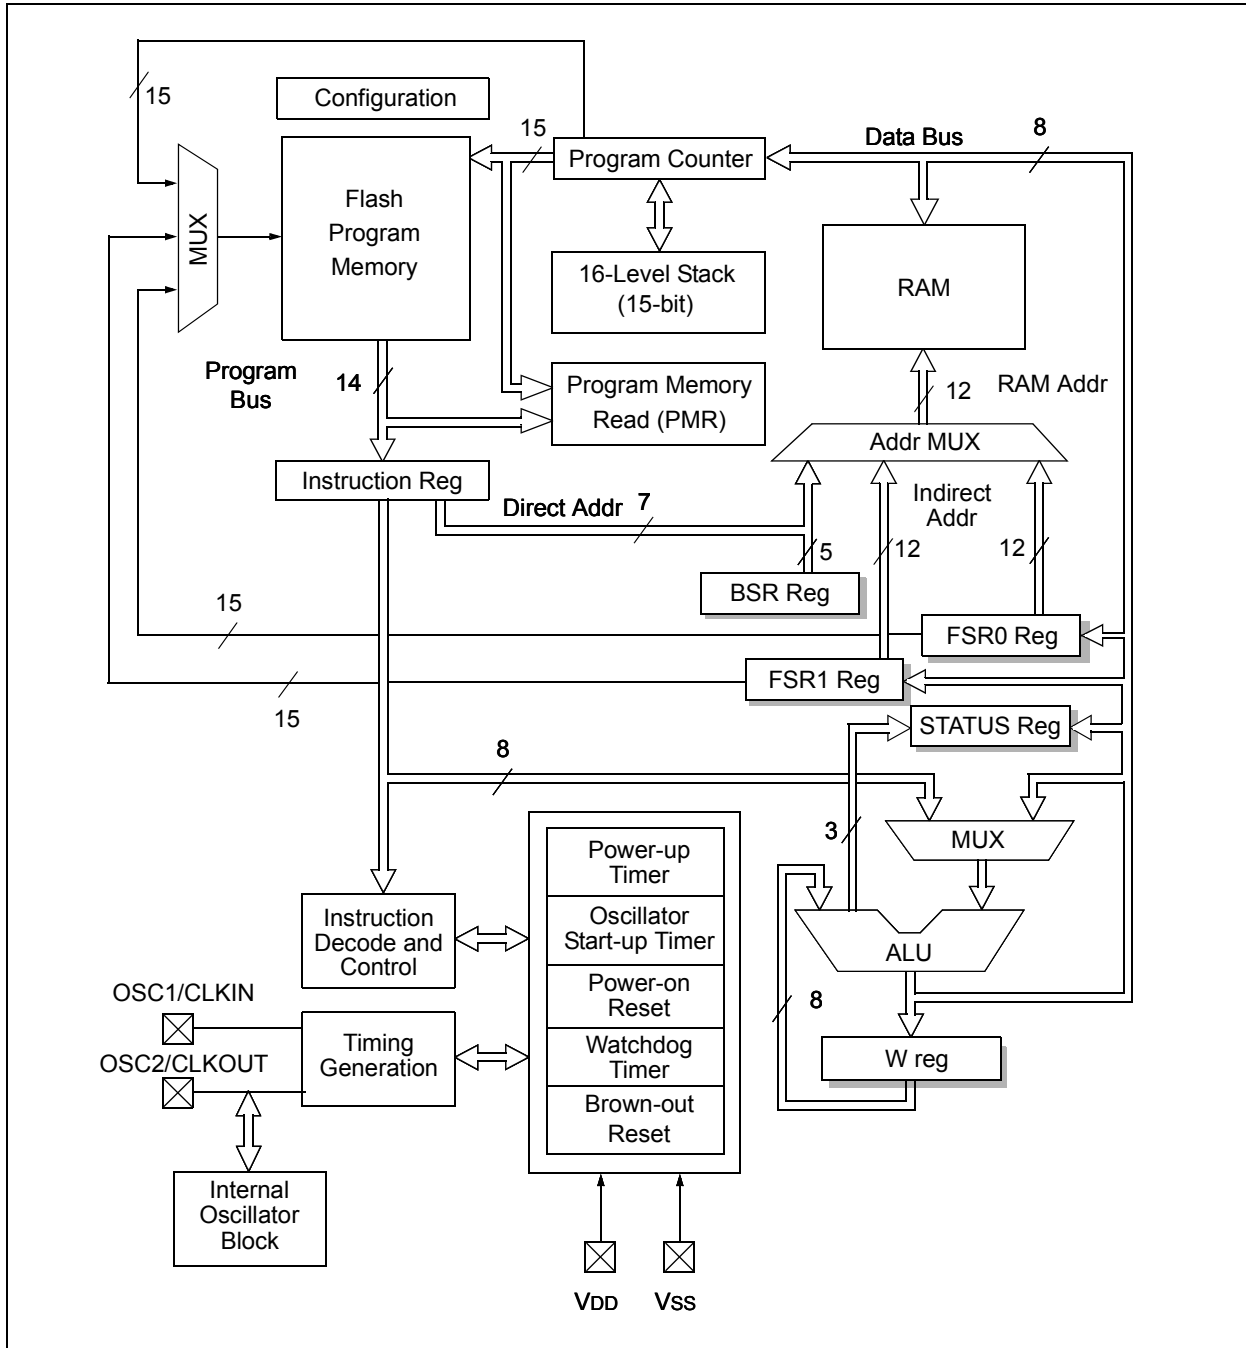 15
Configuration
15
Program Counter
Data Bus
8
MUX
Flash
Program
Memory
16-Level Stack
(15-bit)
RAM
Program
Bus
14
Program Memory
Read (PMR)
12
RAM Addr
Addr MUX
Instruction Reg
Direct Addr
7
Indirect
Addr
5
12
12
BSR Reg
15
FSR0 Reg
FSR1 Reg
15
STATUS Reg
8
3
MUX
Power-up
Timer
Instruction
Decode and
Control
Oscillator
Start-up Timer
ALU
OSC1/CLKIN
Power-on
Reset
8
Timing
Generation
OSC2/CLKOUT
Watchdog
Timer
W reg
Brown-out
Reset
Internal
Oscillator
Block
VDD
VSS